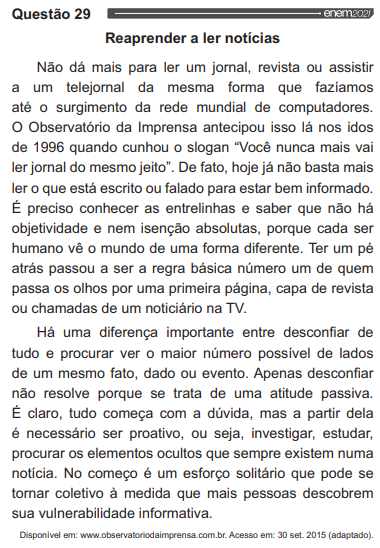 Questão 29 enem2021
Reaprender a ler notícias
Não dá mais para ler um jornal, revista ou assistir
a um telejornal da mesma forma que fazíamos
até o surgimento da rede mundial de computadores.
O Observatório da Imprensa antecipou isso lá nos idos
de 1996 quando cunhou o slogan “Você nunca mais vai
ler jornal do mesmo jeito”. De fato, hoje já não basta mais
ler o que está escrito ou falado para estar bem informado.
É preciso conhecer as entrelinhas e saber que não há
objetividade e nem isenção absolutas, porque cada ser
humano vê o mundo de uma forma diferente. Ter um pé
atrás passou a ser a regra básica número um de quem
passa os olhos por uma primeira página, capa de revista
ou chamadas de um noticiário na TV.
Há uma diferença importante entre desconfiar de
tudo e procurar ver o maior número possível de lados
de um mesmo fato, dado ou evento. Apenas desconfiar
não resolve porque se trata de uma atitude passiva.
É claro, tudo começa com a dúvida, mas a partir dela
é necessário ser proativo, ou seja, investigar, estudar,
procurar os elementos ocultos que sempre existem numa
notícia. No começo é um esforço solitário que pode se
tornar coletivo à medida que mais pessoas descobrem
sua vulnerabilidade informativa.
Disponível em: www.observatoriodaimprensa.com.br. Acesso em: 30 set. 2015 (adaptado).